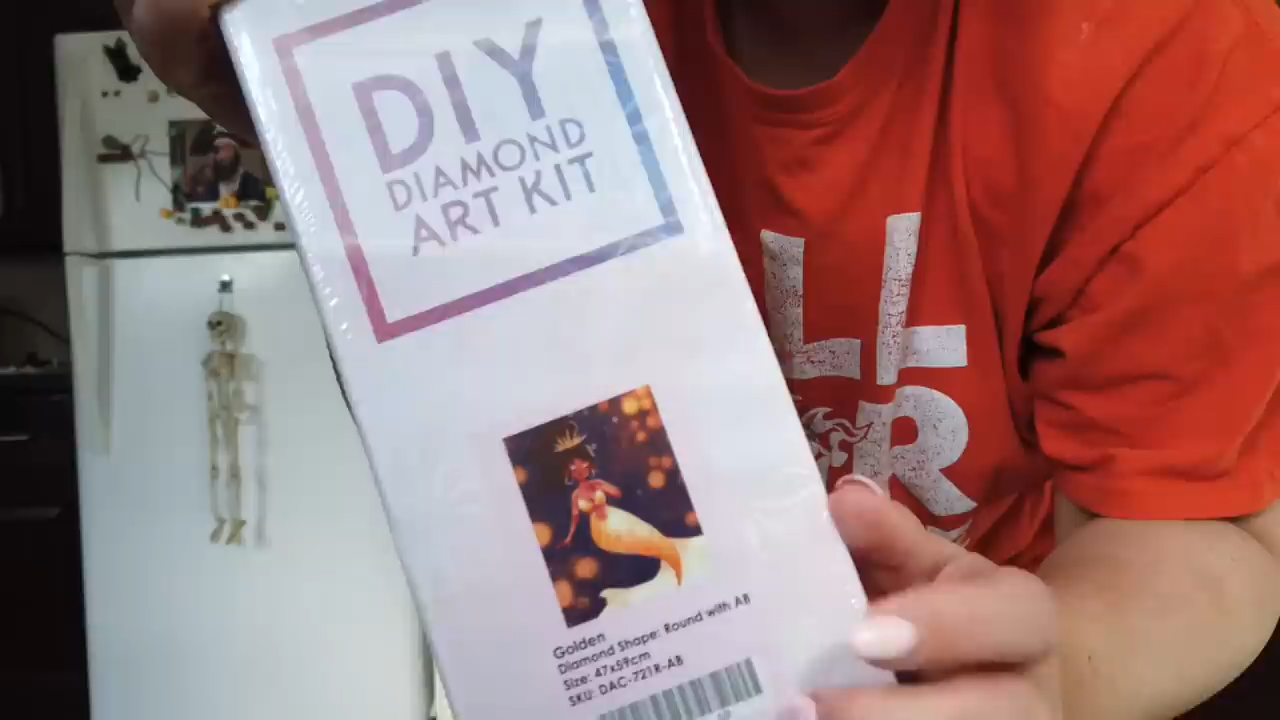 DIY
DIAMOND
ART KIT
Golden
Diamond Shape: Round with AB
Size: 47x59cm
SKU: DAC-721R-AB